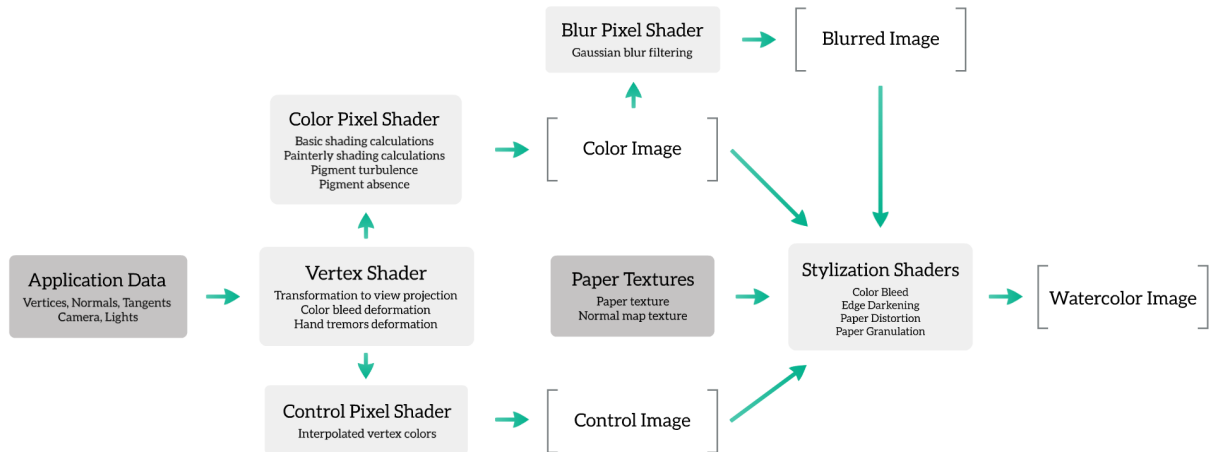 Blur Pixel Shader
Gaussian blur filtering
Blurred Image
Color Pixel Shader
Basic shading calculations
Painterly shading calculations
Pigment turbulence
Pigment absence
Color Image
Application Data
Vertices, Normals, Tangents
Camera, Lights
Vertex Shader
Transformation to view projection
Color bleed deformation
Hand tremors deformation
Paper Textures
Paper texture
Normal map texture
Stylization Shaders
Color Bleed
Edge Darkening
Paper Distortion
Paper Granulation
Watercolor Image
Control Pixel Shader
Interpolated vertex colors
Control Image